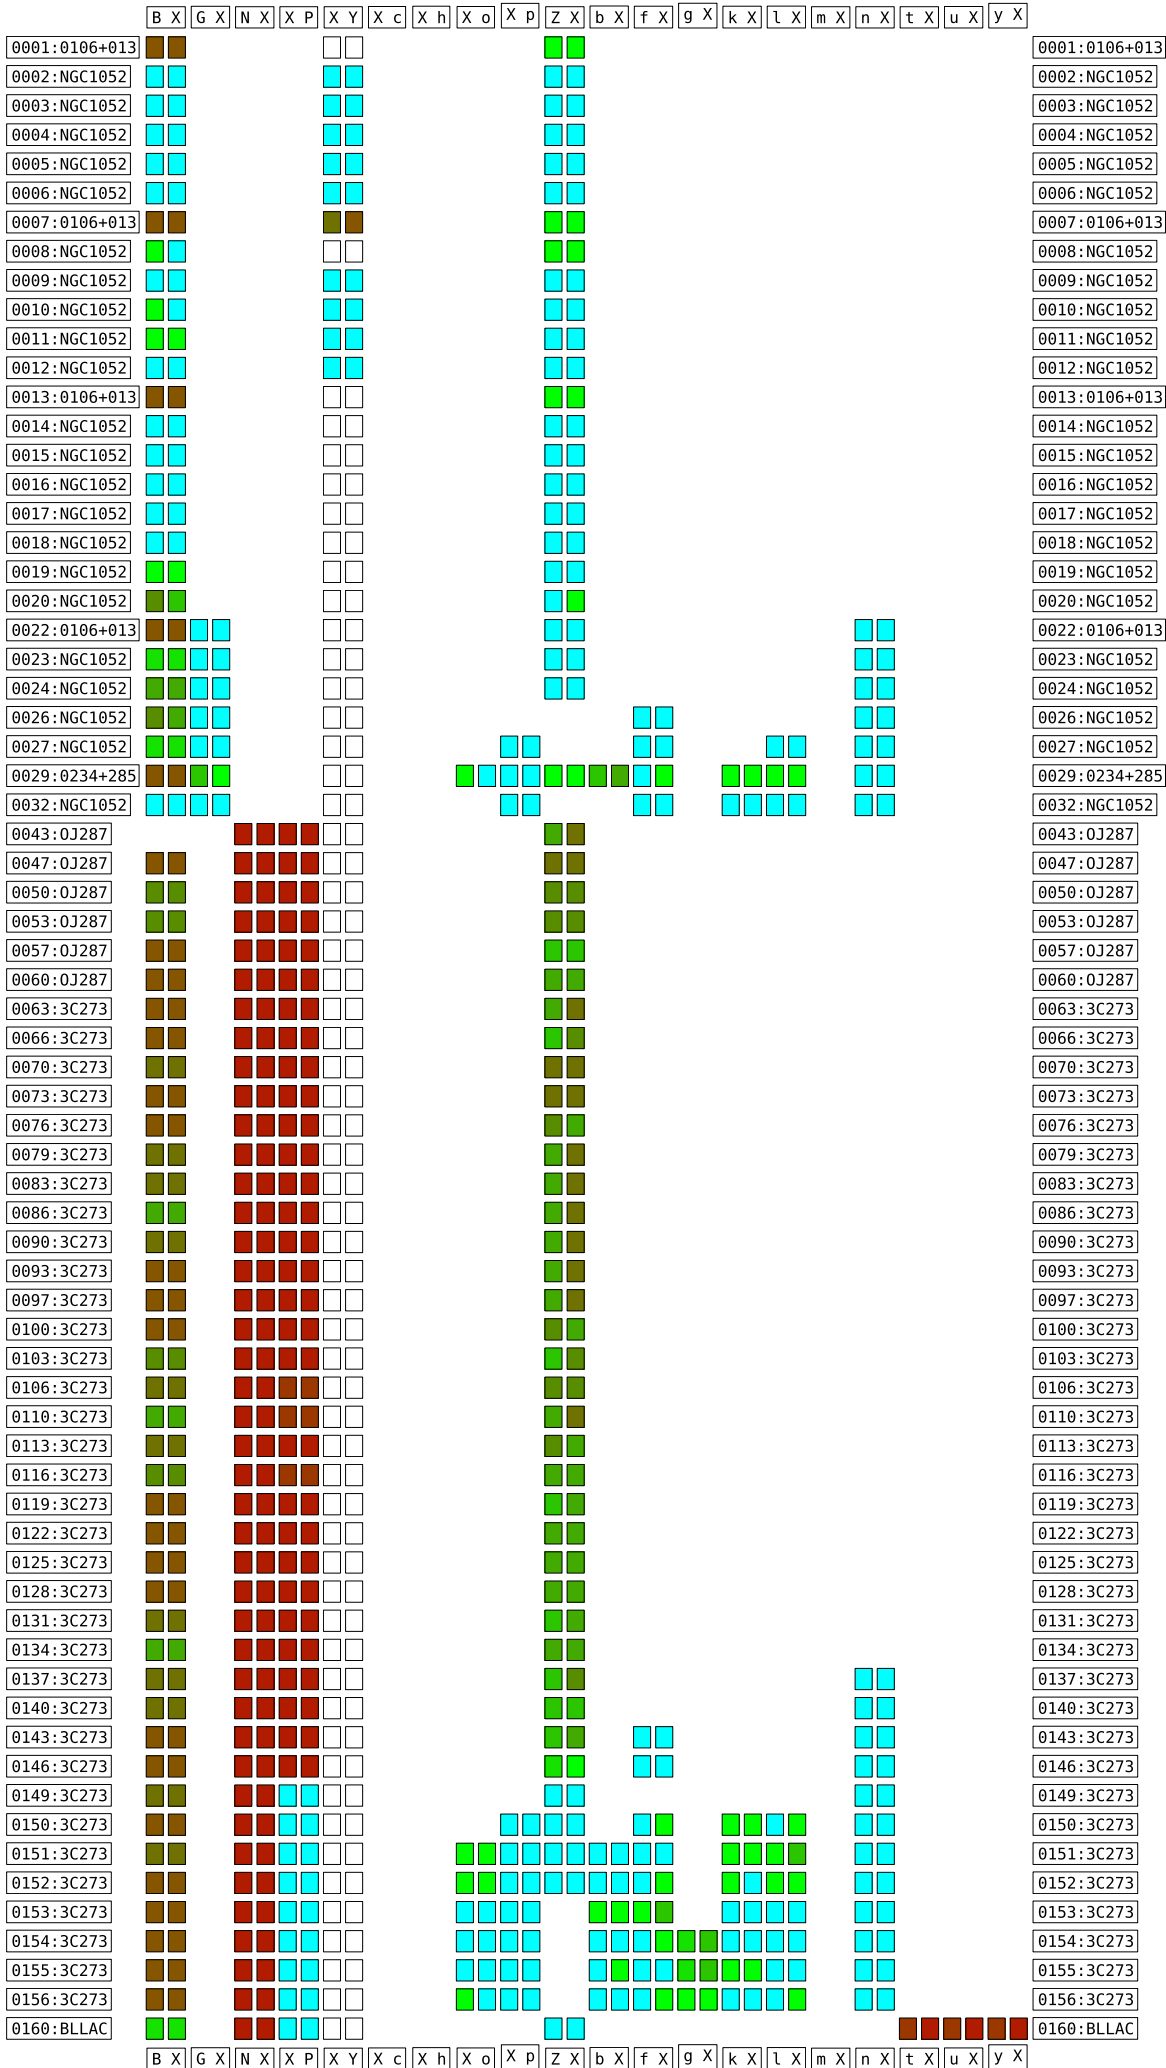 B X G X N X X P X Y X c X h X o X p Z X b X f X g X k X l X m X n X t X u X y X
0001:0106+013 0001:0106+013
0002:NGC1052 0002:NGC1052
0003:NGC1052 0003:NGC1052
0004:NGC1052 0004:NGC1052
0005:NGC1052 0005:NGC1052
0006:NGC1052 0006:NGC1052
0007:0106+013 0007:0106+013
0008:NGC1052 0008:NGC1052
0009:NGC1052 0009:NGC1052
0010:NGC1052 0010:NGC1052
0011:NGC1052 0011:NGC1052
0012:NGC1052 0012:NGC1052
0013:0106+013 0013:0106+013
0014:NGC1052 0014:NGC1052
0015:NGC1052 0015:NGC1052
0016:NGC1052 0016:NGC1052
0017:NGC1052 0017:NGC1052
0018:NGC1052 0018:NGC1052
0019:NGC1052 0019:NGC1052
0020:NGC1052 0020:NGC1052
0022:0106+013 0022:0106+013
0023:NGC1052 0023:NGC1052
0024:NGC1052 0024:NGC1052
0026:NGC1052 0026:NGC1052
0027:NGC1052 0027:NGC1052
0029:0234+285 0029:0234+285
0032:NGC1052 0032:NGC1052
0043:OJ287 0043:OJ287
0047:OJ287 0047:OJ287
0050:OJ287 0050:OJ287
0053:OJ287 0053:OJ287
0057:OJ287 0057:OJ287
0060:OJ287 0060:OJ287
0063:3C273 0063:3C273
0066:3C273 0066:3C273
0070:3C273 0070:3C273
0073:3C273 0073:3C273
0076:3C273 0076:3C273
0079:3C273 0079:3C273
0083:3C273 0083:3C273
0086:3C273 0086:3C273
0090:3C273 0090:3C273
0093:3C273 0093:3C273
0097:3C273 0097:3C273
0100:3C273 0100:3C273
0103:3C273 0103:3C273
0106:3C273 0106:3C273
0110:3C273 0110:3C273
0113:3C273 0113:3C273
0116:3C273 0116:3C273
0119:3C273 0119:3C273
0122:3C273 0122:3C273
0125:3C273 0125:3C273
0128:3C273 0128:3C273
0131:3C273 0131:3C273
0134:3C273 0134:3C273
0137:3C273 0137:3C273
0140:3C273 0140:3C273
0143:3C273 0143:3C273
0146:3C273 0146:3C273
0149:3C273 0149:3C273
0150:3C273 0150:3C273
0151:3C273 0151:3C273
0152:3C273 0152:3C273
0153:3C273 0153:3C273
0154:3C273 0154:3C273
0155:3C273 0155:3C273
0156:3C273 0156:3C273
0160:BLLAC 0160:BLLAC
B X G X N X X P X Y X c X h X o X p Z X b X f X g X k X l X m X n X t X u X y X